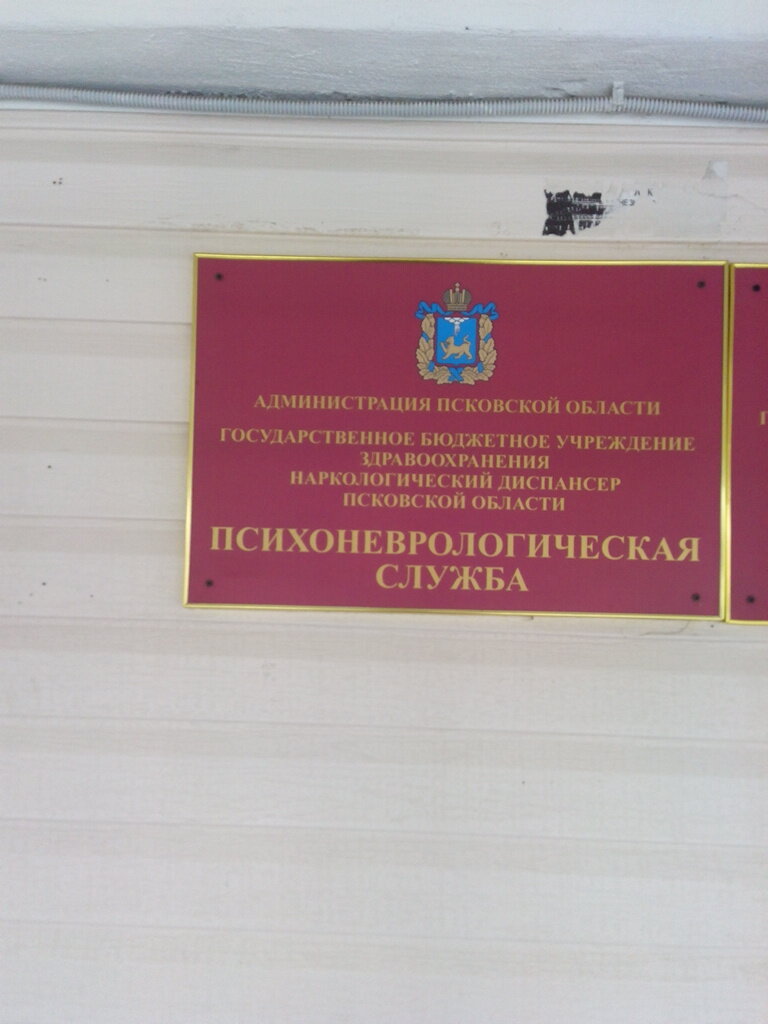 АДМИНИСТРАЦИЯ ПСКОВСКОЙ ОБЛАСТИ
ГОСУДАРСТВЕННОЕ БЮДЖЕТНОЕ УЧРЕЖДЕНИЕ
ЗДРАВООХРАНЕНИЯ
НАРКОЛОГИЧЕСКИЙ ДИСПАНСЕР
ПСКОВСКОЙ ОБЛАСТИ
ПСИХОНЕВРОЛОГИЧЕСКАЯ
СЛУЖБА